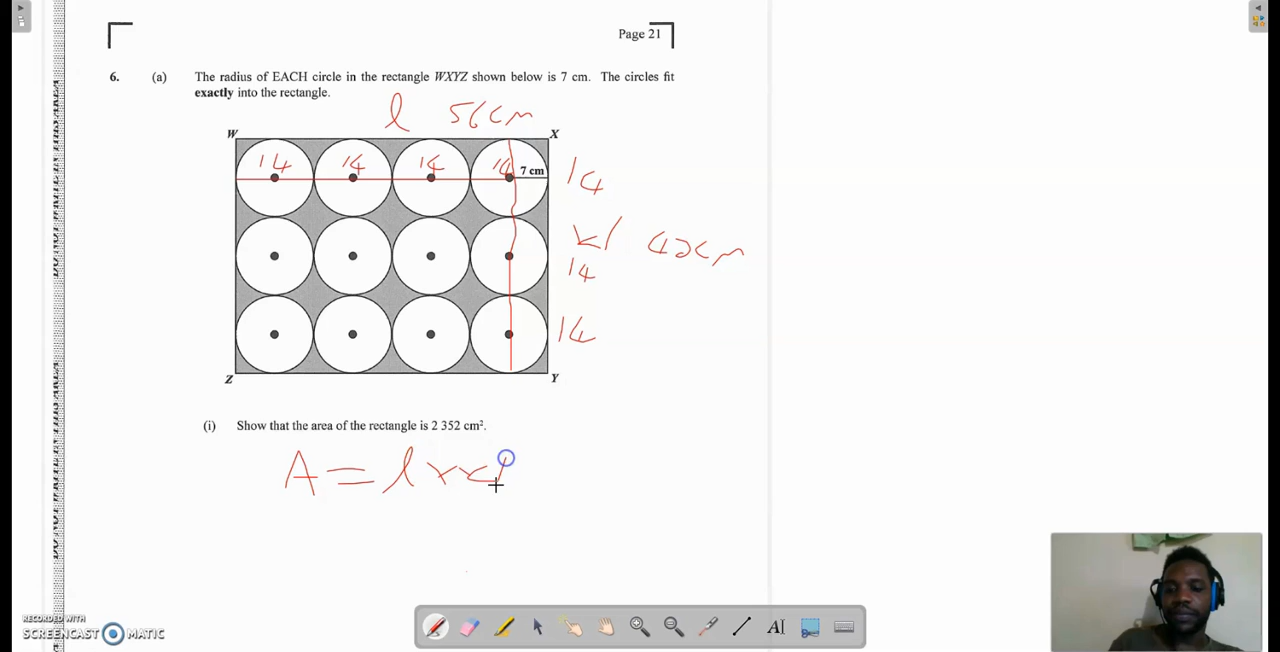 Page 21
6. (a) The radius of EACH circle in the rectangle WXYZ shown below is 7 cm. The circles fit
exactly into the rectangle.
l 56cm
W X
14 14 14 14 7 cm 14
w 42cm
14
14
Z Y
(i) Show that the area of the rectangle is 2 352 cm².
A = l × w
RECORDED WITH
SCREENCAST MATIC
A